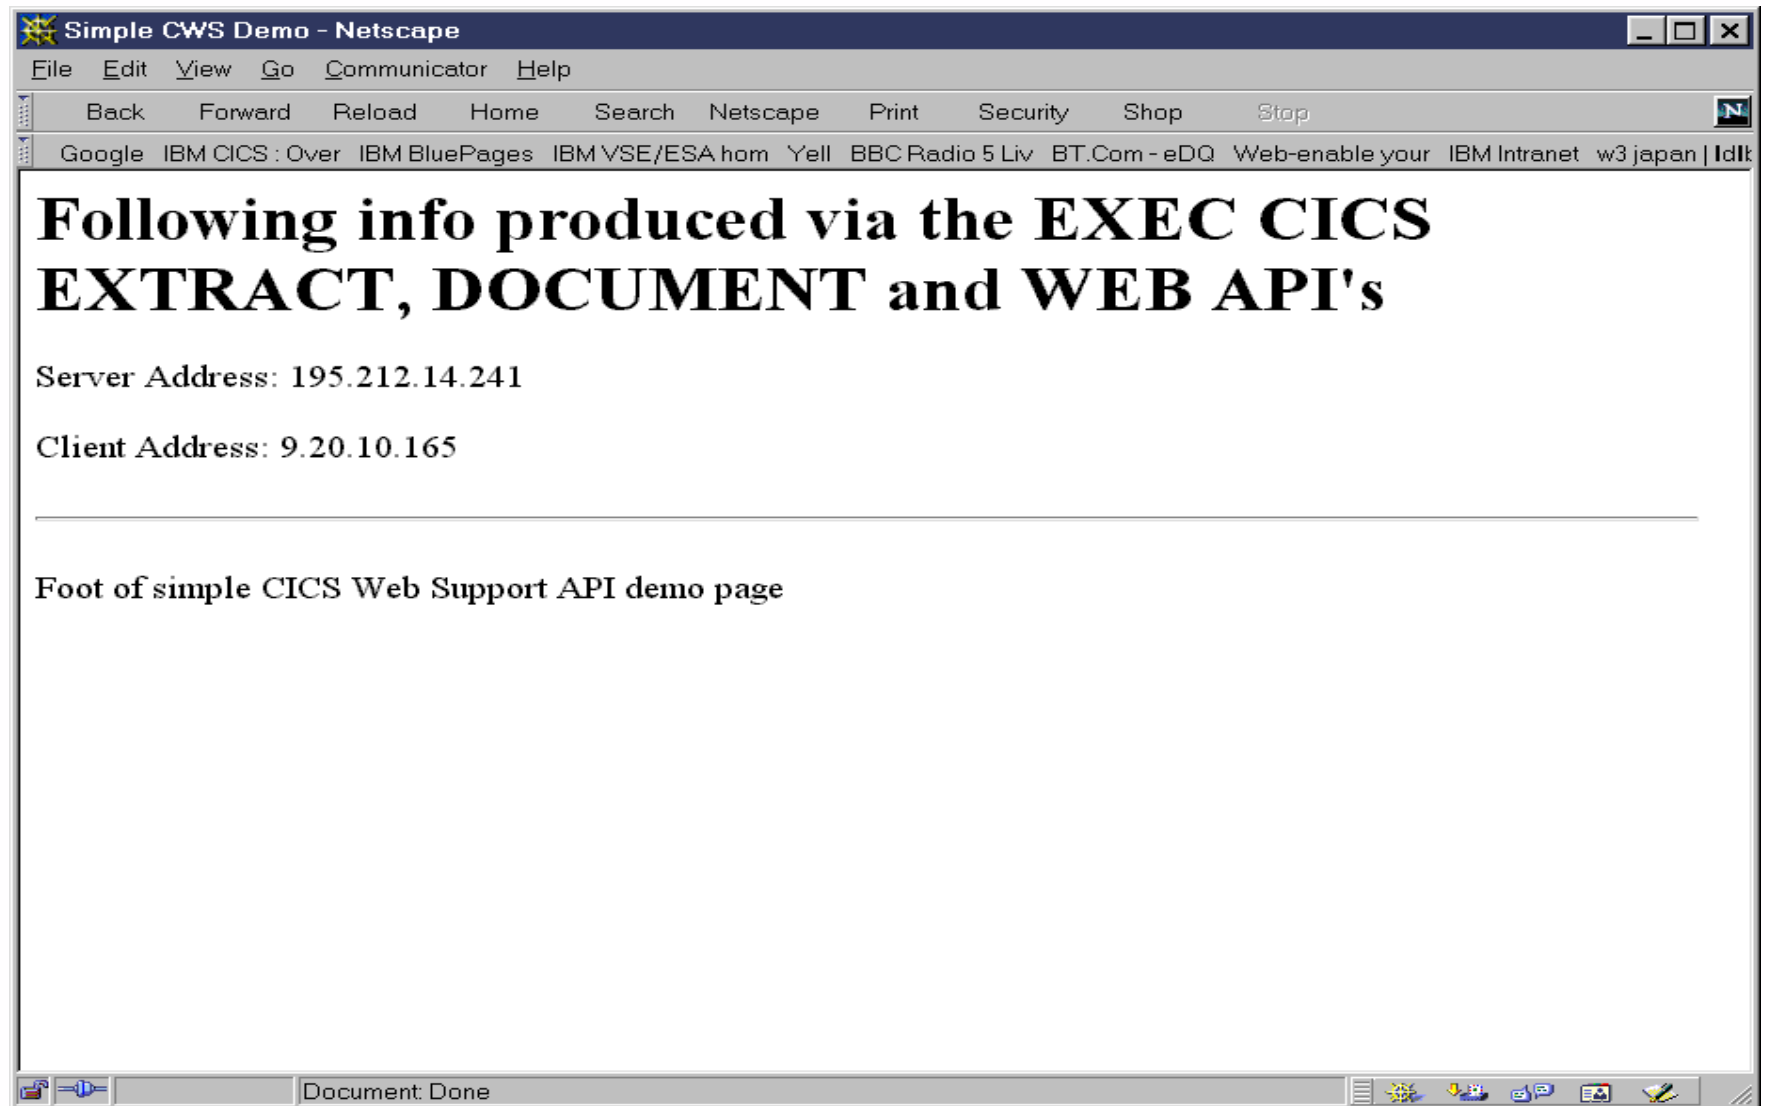 Simple CWS Demo - Netscape
File Edit View Go Communicator Help
Back Forward Reload Home Search Netscape Print Security Shop Stop
N
Google IBM CICS : Over IBM BluePages IBM VSE/ESA hom Yell BBC Radio 5 Liv BT.Com - eDQ Web-enable your IBM Intranet w3 japan |
Following info produced via the EXEC CICS
EXTRACT, DOCUMENT and WEB API's
Server Address: 195.212.14.241
Client Address: 9.20.10.165
Foot of simple CICS Web Support API demo page
Document: Done